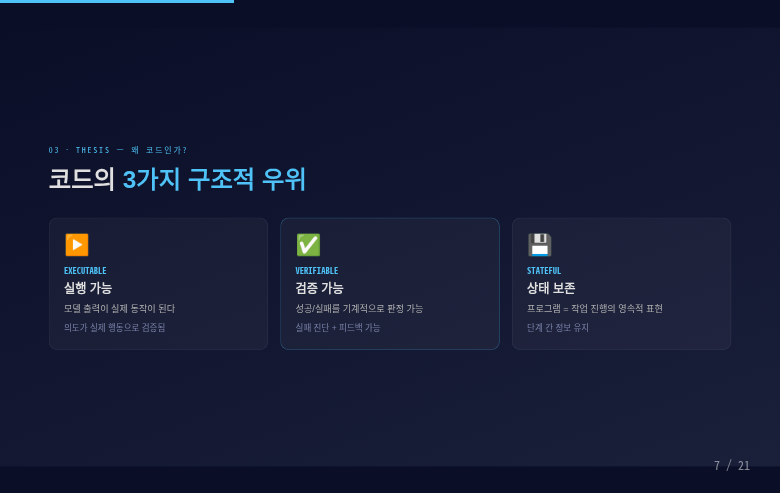 03 · THESIS — 왜 코드인가?
코드의 3가지 구조적 우위
EXECUTABLE
실행 가능
모델 출력이 실제 동작이 된다
의도가 실제 행동으로 검증됨
VERIFIABLE
검증 가능
성공/실패를 기계적으로 판정 가능
실패 진단 + 피드백 가능
STATEFUL
상태 보존
프로그램 = 작업 진행의 영속적 표현
단계 간 정보 유지
7 / 21